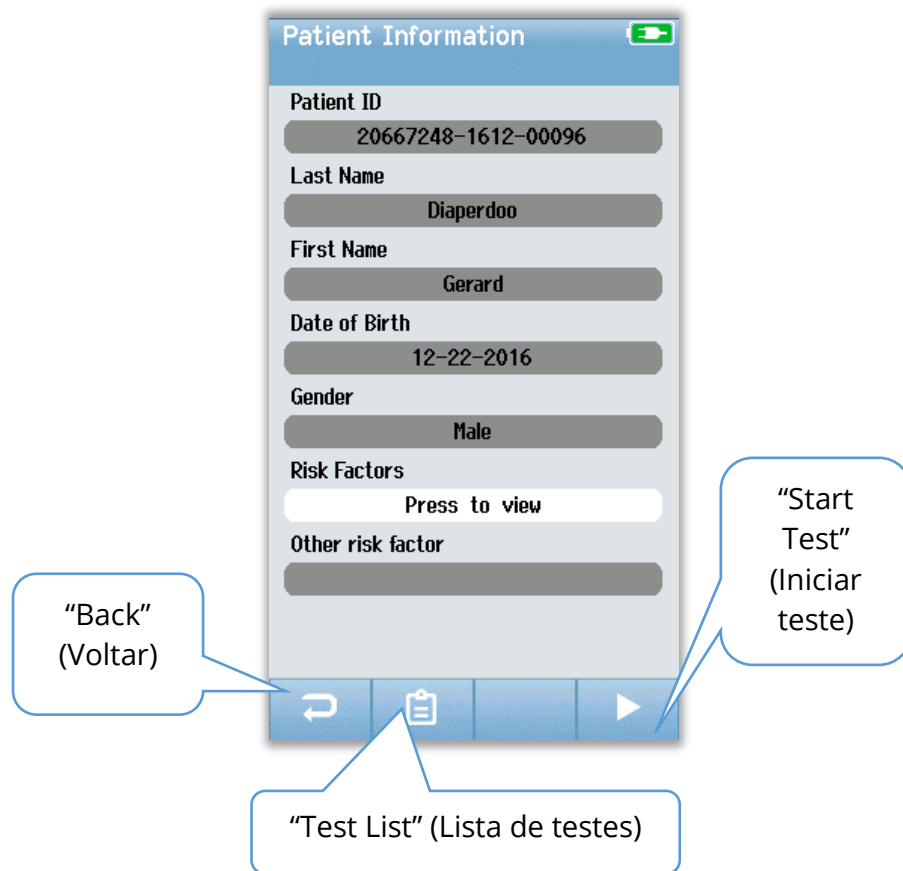 Patient Information
Patient ID
20667248-1612-00096
Last Name
Diaperdoo
First Name
Gerard
Date of Birth
12-22-2016
Gender
Male
Risk Factors
Press to view
Other risk factor
“Start
Test”
(Iniciar
teste)
“Back”
(Voltar)
“Test List” (Lista de testes)